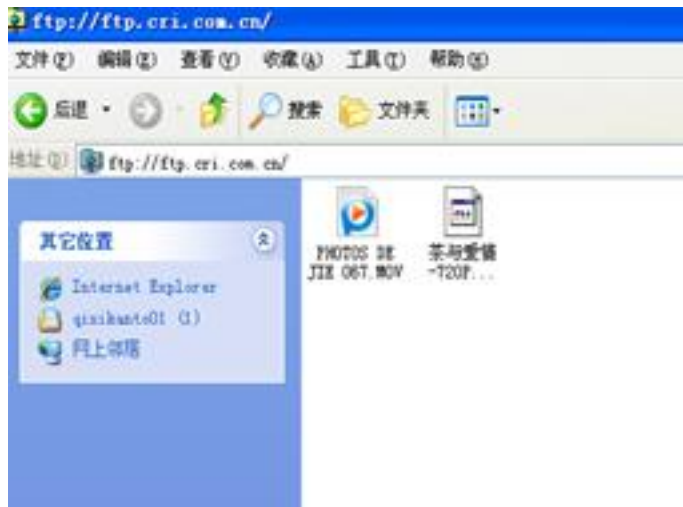 ftp://ftp.cri.com.cn/
文件(F) 编辑(E) 查看(V) 收藏(A) 工具(T) 帮助(H)
后退 搜索 文件夹
地址(D) ftp://ftp.cri.com.cn/
其它位置
Internet Explorer
网上邻居
PHOTOS DE
JIE 067.MOV
茶与爱情
-720P...